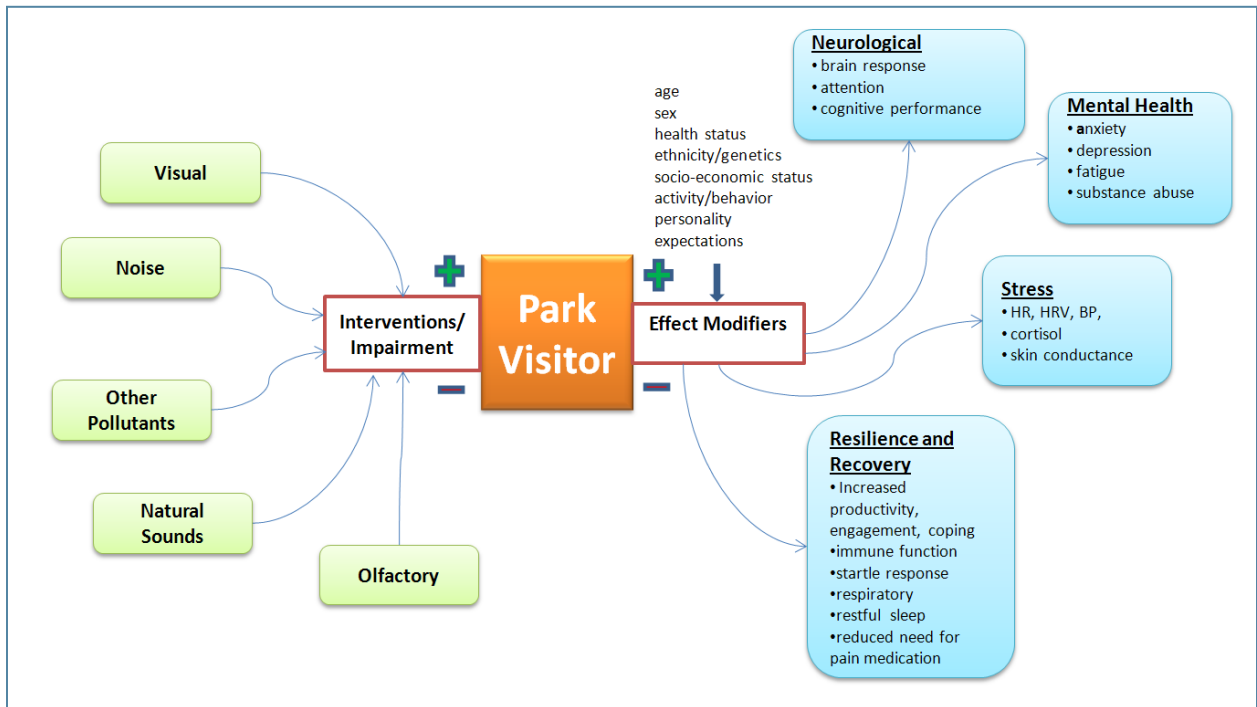 Visual
Noise
Other
Pollutants
Natural
Sounds
Olfactory
Interventions/
Impairment
Park
Visitor
age
sex
health status
ethnicity/genetics
socio-economic status
activity/behavior
personality
expectations
Effect Modifiers
Neurological
• brain response
• attention
• cognitive performance
Mental Health
• anxiety
• depression
• fatigue
• substance abuse
Stress
• HR, HRV, BP,
• cortisol
• skin conductance
Resilience and
Recovery
• Increased
productivity,
engagement, coping
•immune function
•startle response
•respiratory
•restful sleep
•reduced need for
pain medication